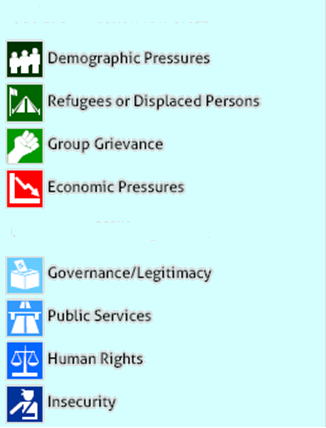 Demographic Pressures
Refugees or Displaced Persons
Group Grievance
Economic Pressures
Governance/Legitimacy
Public Services
Human Rights
Insecurity